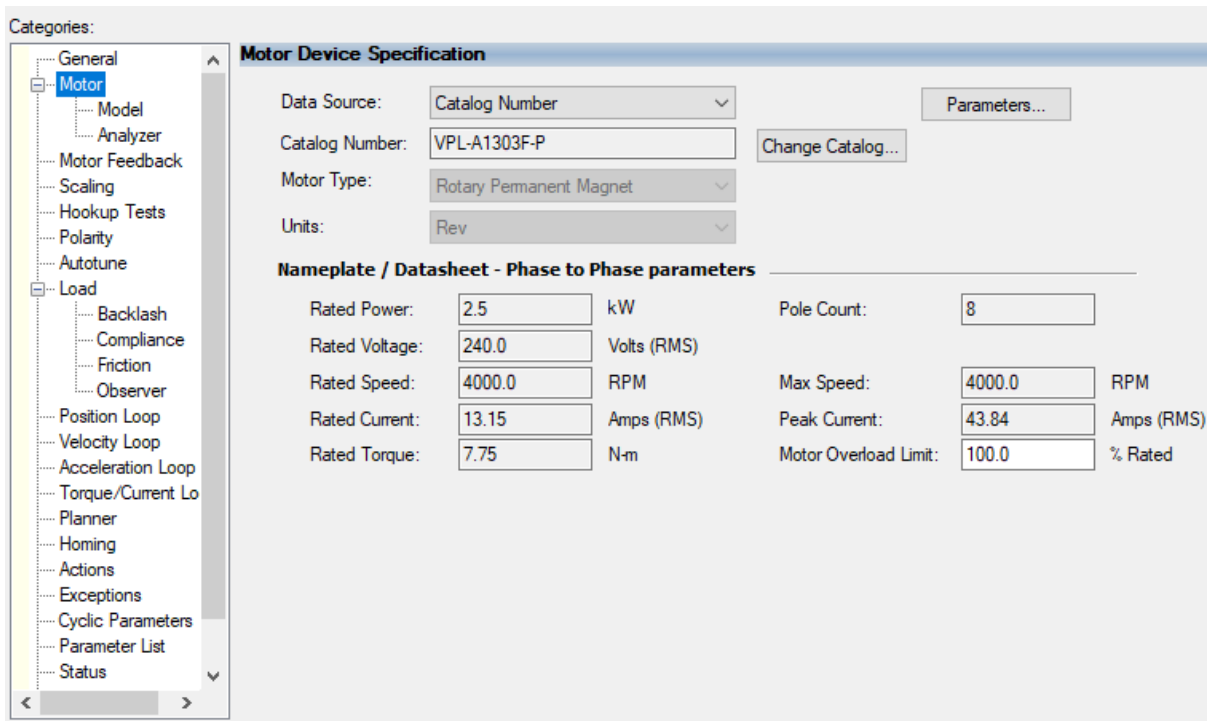 Categories:
General
Motor
Model
Analyzer
Motor Feedback
Scaling
Hookup Tests
Polarity
Autotune
Load
Backlash
Compliance
Friction
Observer
Position Loop
Velocity Loop
Acceleration Loop
Torque/Current Lo
Planner
Homing
Actions
Exceptions
Cyclic Parameters
Parameter List
Status
Motor Device Specification
Data Source: Catalog Number Parameters...
Catalog Number: VPL-A1303F-P Change Catalog...
Motor Type: Rotary Permanent Magnet
Units: Rev
Nameplate / Datasheet - Phase to Phase parameters
Rated Power: 2.5 kW Pole Count: 8
Rated Voltage: 240.0 Volts (RMS)
Rated Speed: 4000.0 RPM Max Speed: 4000.0 RPM
Rated Current: 13.15 Amps (RMS) Peak Current: 43.84 Amps (RMS)
Rated Torque: 7.75 N-m Motor Overload Limit: 100.0 % Rated